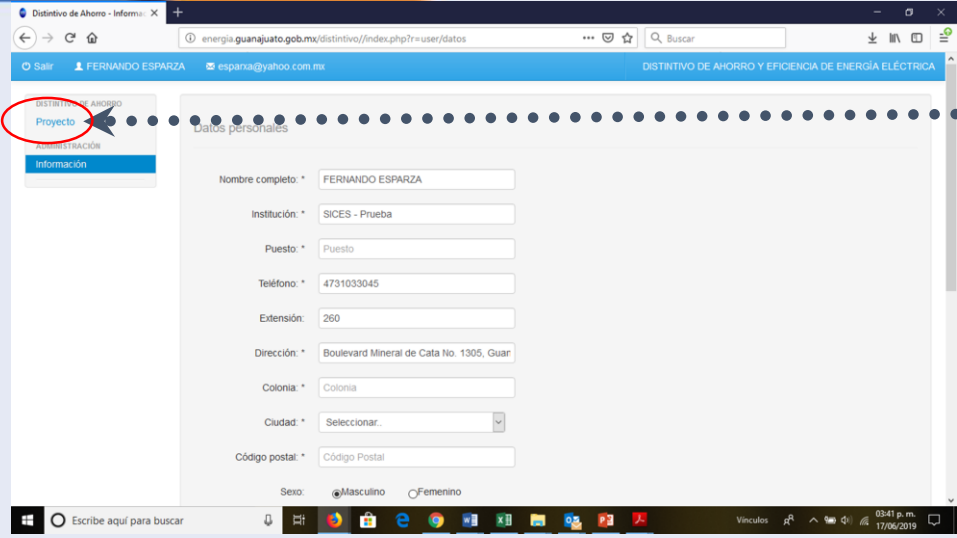 Distintivo de Ahorro - Informa
energia.guanajuato.gob.mx/distintivo//index.php?r=user/datos
Buscar
Salir FERNANDO ESPARZA esparxa@yahoo.com.mx DISTINTIVO DE AHORRO Y EFICIENCIA DE ENERGÍA ELÉCTRICA
DISTINTIVO DE AHORRO
Proyecto
ADMINISTRACIÓN
Información
Datos personales
Nombre completo: * FERNANDO ESPARZA
Institución: * SICES - Prueba
Puesto: * Puesto
Teléfono: * 4731033045
Extensión: 260
Dirección: * Boulevard Mineral de Cata No. 1305, Guan
Colonia: * Colonia
Ciudad: * Seleccionar..
Código postal: * Código Postal
Sexo: Masculino Femenino
Escribe aquí para buscar
Vínculos
03:41 p. m.
17/06/2019